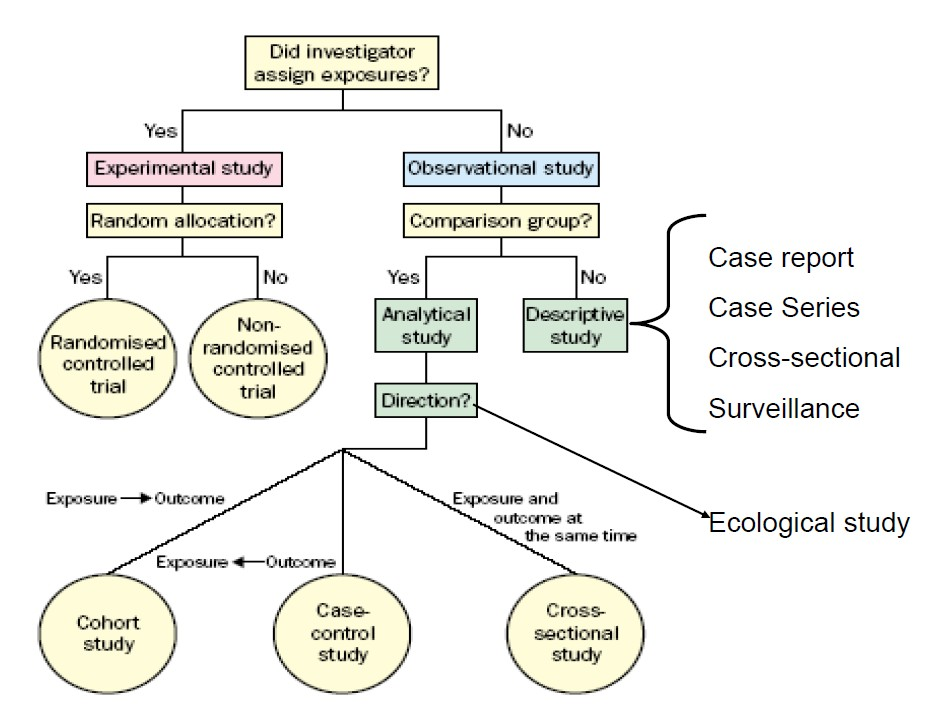 Did investigator
assign exposures?
Yes
No
Experimental study
Observational study
Random allocation?
Comparison group?
Yes
No
Yes
No
Randomised
controlled
trial
Non-
randomised
controlled
trial
Analytical
study
Descriptive
study
Case report
Case Series
Cross-sectional
Surveillance
Direction?
Exposure → Outcome
Exposure ← Outcome
Exposure and
outcome at
the same time
Ecological study
Cohort
study
Case-
control
study
Cross-
sectional
study